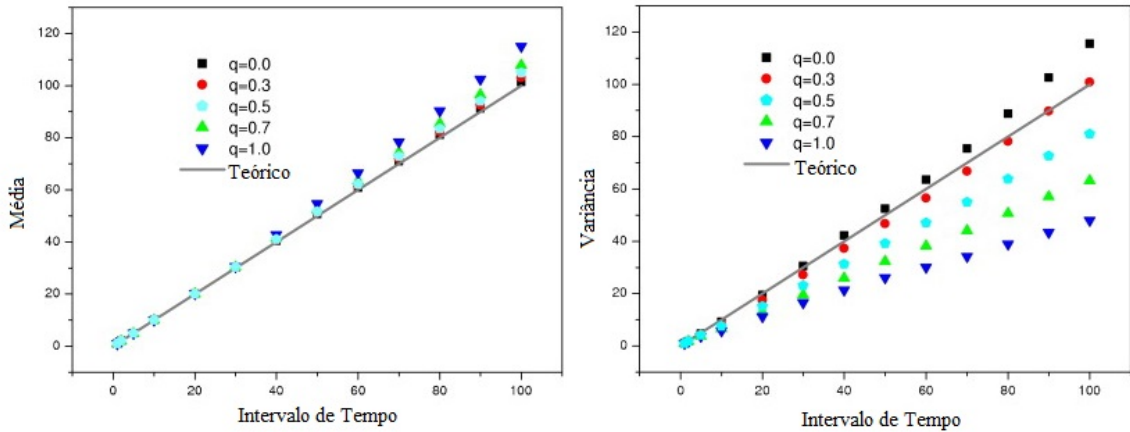 120
100
80
60
40
20
0
Média
q=0.0
q=0.3
q=0.5
q=0.7
q=1.0
Teórico
0 20 40 60 80 100
Intervalo de Tempo
120
100
80
60
40
20
0
Variância
q=0.0
q=0.3
q=0.5
q=0.7
q=1.0
Teórico
0 20 40 60 80 100
Intervalo de Tempo